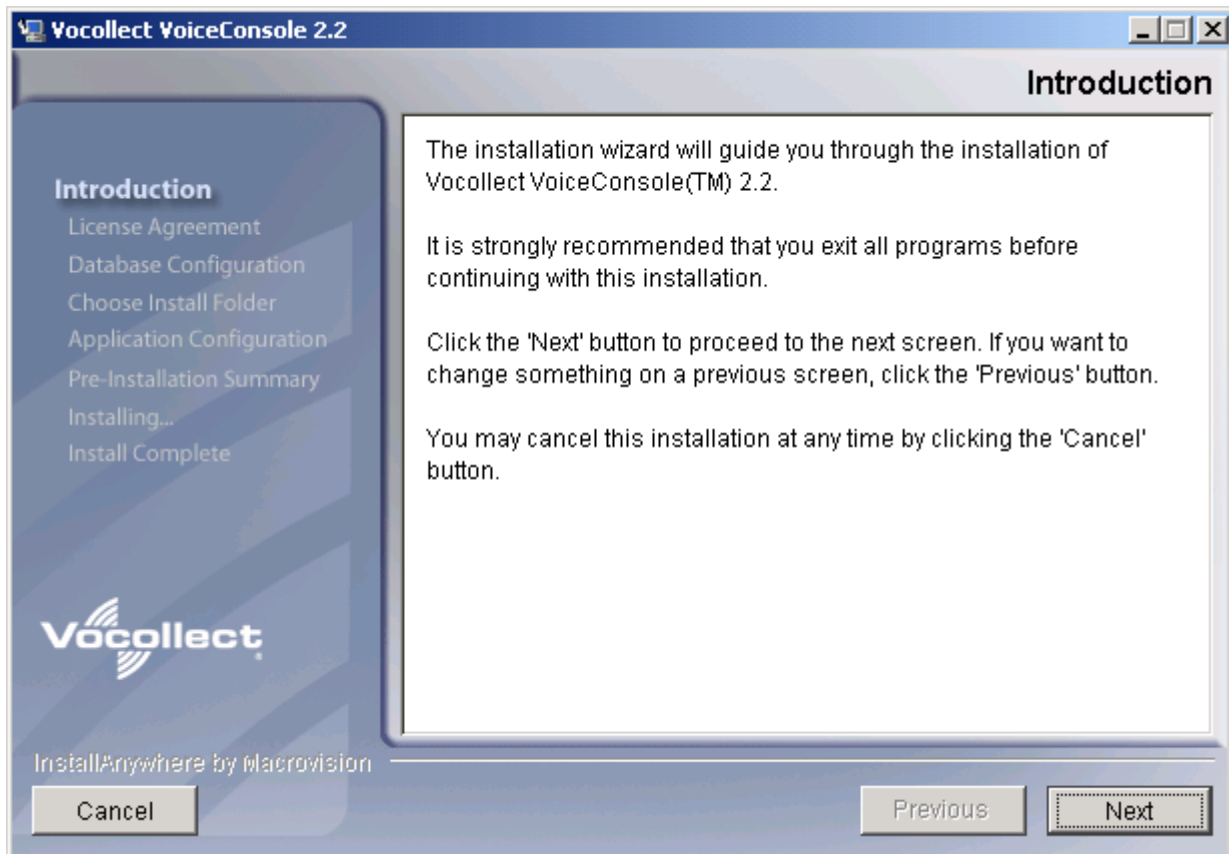 Vocollect VoiceConsole 2.2
Introduction
Introduction
License Agreement
Database Configuration
Choose Install Folder
Application Configuration
Pre-Installation Summary
Installing...
Install Complete
Vocollect
The installation wizard will guide you through the installation of
Vocollect VoiceConsole(TM) 2.2.
It is strongly recommended that you exit all programs before
continuing with this installation.
Click the 'Next' button to proceed to the next screen. If you want to
change something on a previous screen, click the 'Previous' button.
You may cancel this installation at any time by clicking the 'Cancel'
button.
InstallAnywhere by Macrovision
Cancel
Previous
Next